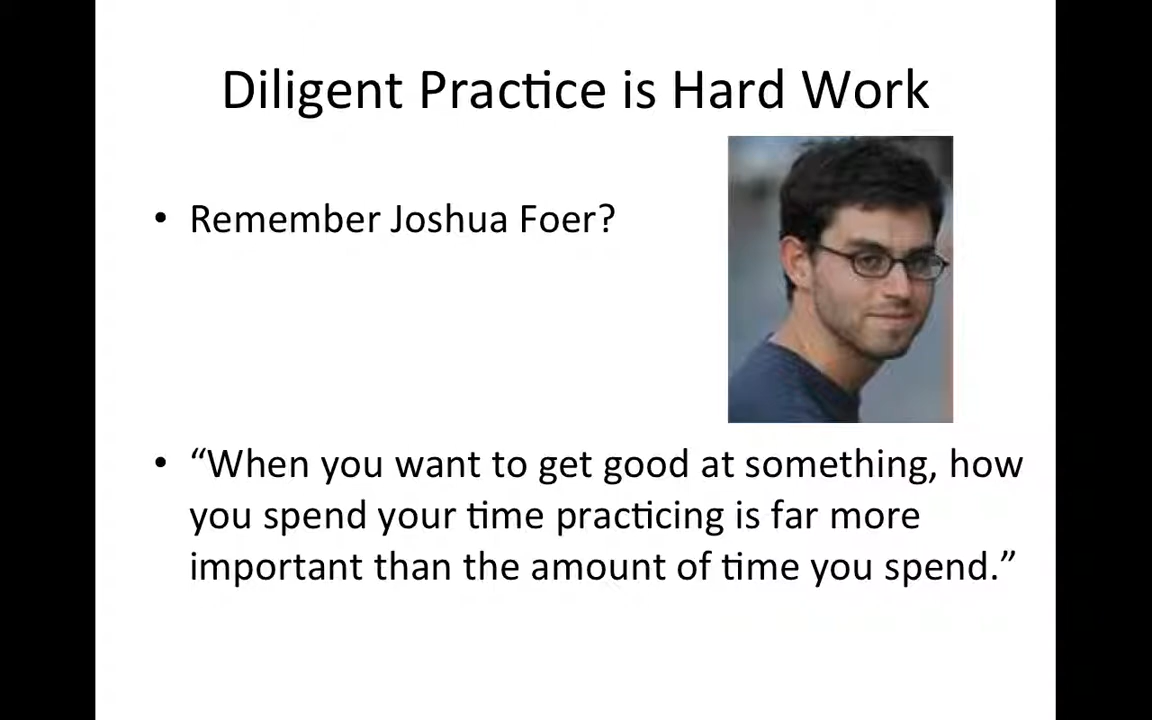 Diligent Practice is Hard Work
• Remember Joshua Foer?
• “When you want to get good at something, how
you spend your time practicing is far more
important than the amount of time you spend.”